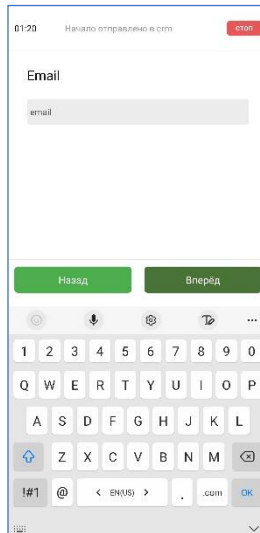 01:20 Начало отправлено в crm стоп
Email
email
Назад Вперёд
1 2 3 4 5 6 7 8 9 0
Q W E R T Y U I O P
A S D F G H J K L
Z X C V B N M
!#1 @ < EN(US) > . .com OK